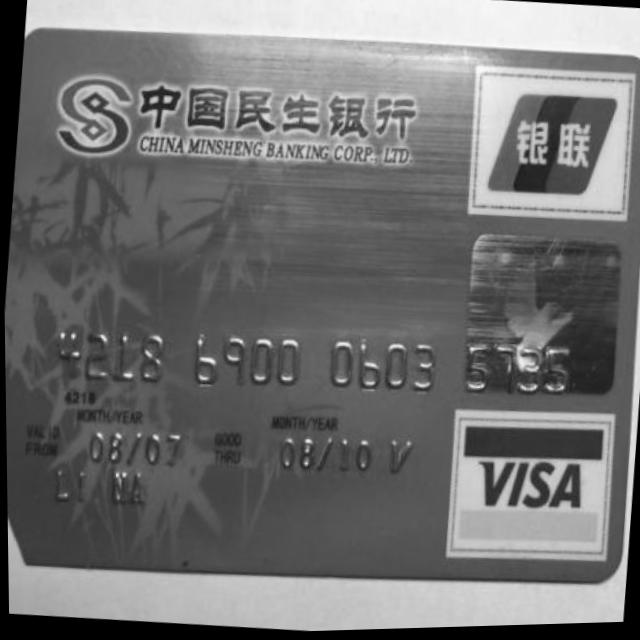 中国民生银行
CHINA MINSHENG BANKING CORP., LTD.
银联
4218 6900 0603
4218
MONTH/YEAR MONTH/YEAR
VALID FROM 08/07 GOOD THRU 08/10 V
LI NA
VISA